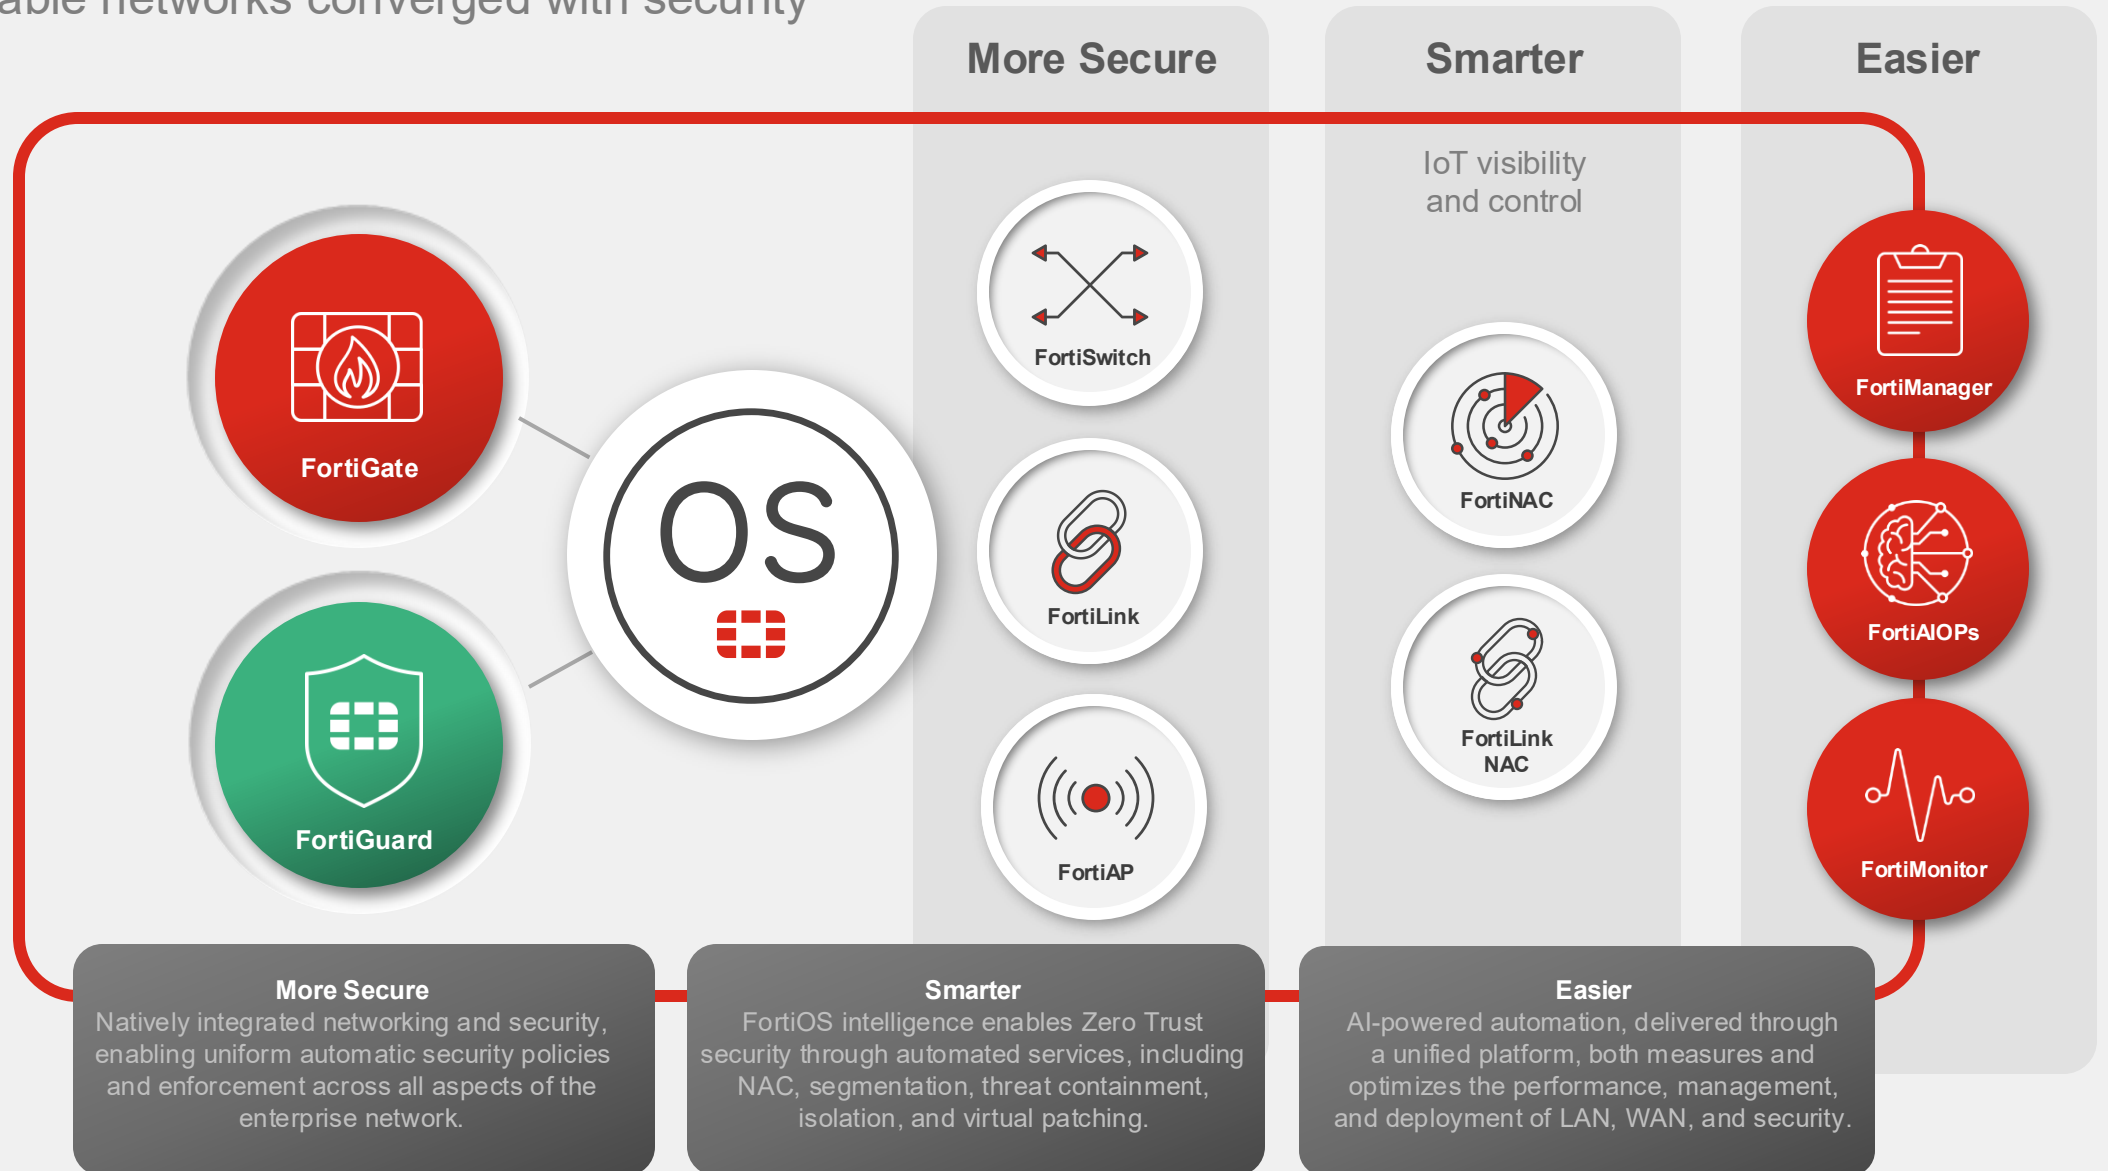 networks converged with security
More Secure
Smarter
Easier
IoT visibility
and control
FortiGate
FortiGuard
OS
FortiSwitch
FortiLink
FortiAP
FortiNAC
FortiLink
NAC
FortiManager
FortiAIOPs
FortiMonitor
More Secure
Natively integrated networking and security,
enabling uniform automatic security policies
and enforcement across all aspects of the
enterprise network.
Smarter
FortiOS intelligence enables Zero Trust
security through automated services, including
NAC, segmentation, threat containment,
isolation, and virtual patching.
Easier
AI-powered automation, delivered through
a unified platform, both measures and
optimizes the performance, management,
and deployment of LAN, WAN, and security.